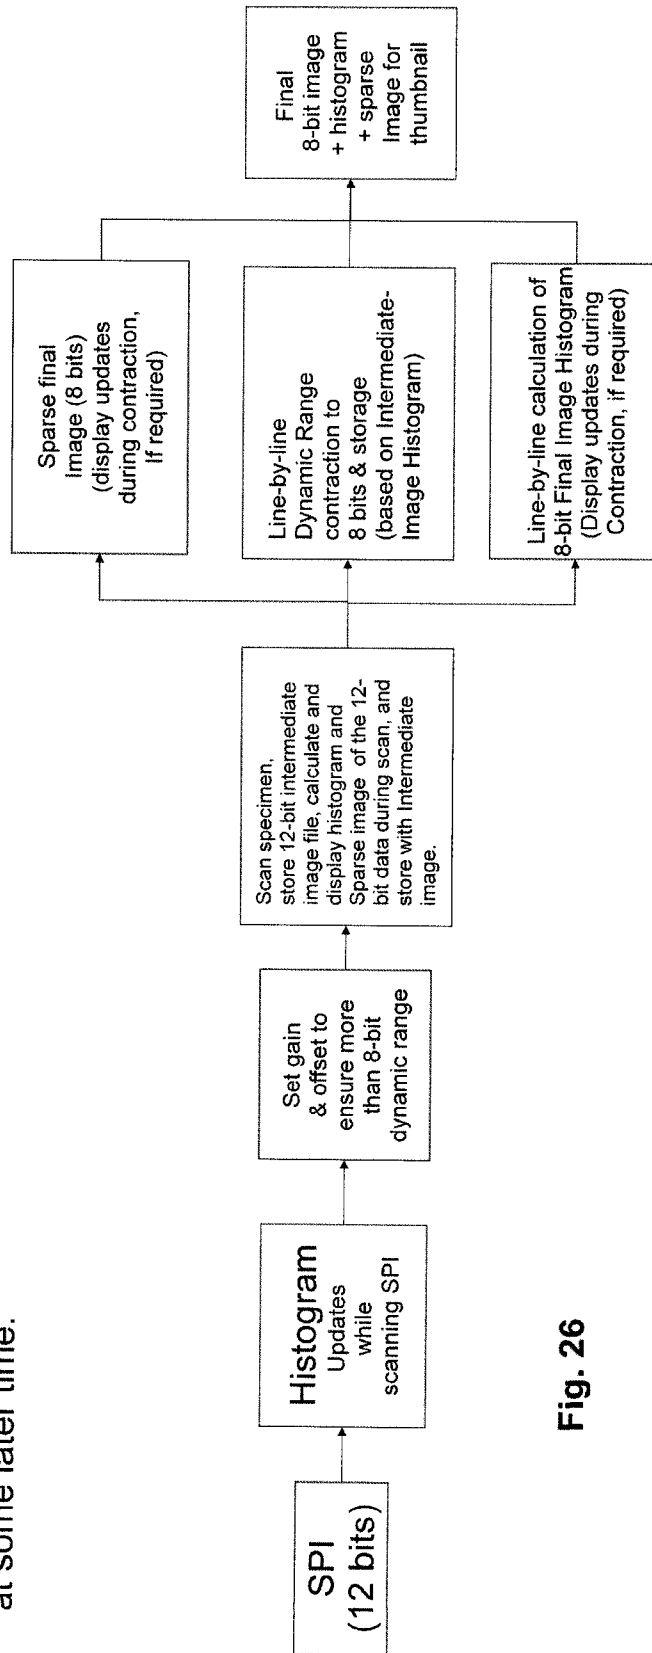 at some later time.
SPI
(12 bits)
Histogram
Updates
while
scanning SPI
Set gain
& offset to
ensure more
than 8-bit
dynamic range
Scan specimen,
store 12-bit intermediate
image file, calculate and
display histogram and
Sparse image of the 12-
bit data during scan, and
store with Intermediate
image.
Sparse final
Image (8 bits)
(display updates
during contraction,
If required)
Line-by-line
Dynamic Range
contraction to
8 bits & storage
(based on Intermediate-
Image Histogram)
Line-by-line calculation of
8-bit Final Image Histogram
(Display updates during
Contraction, if required)
Final
8-bit image
+ histogram
+ sparse
Image for
thumbnail
Fig. 26